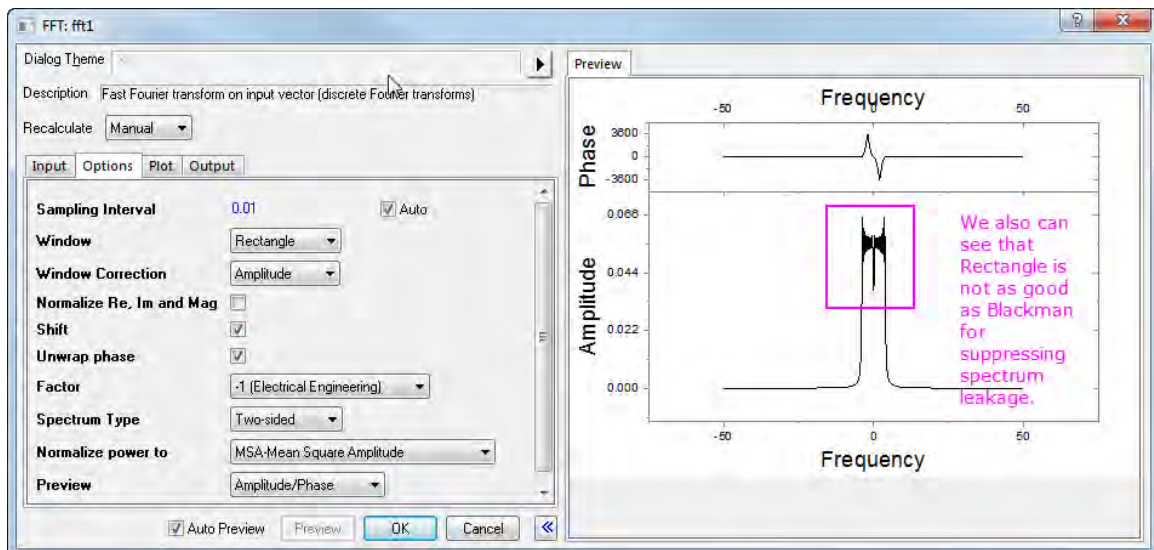 FFT: fft1
Dialog Theme
Description Fast Fourier transform on input vector (discrete Fourier transforms)
Recalculate Manual
Input Options Plot Output
Sampling Interval 0.01 Auto
Window Rectangle
Window Correction Amplitude
Normalize Re, Im and Mag
Shift
Unwrap phase
Factor -1 (Electrical Engineering)
Spectrum Type Two-sided
Normalize power to MSA-Mean Square Amplitude
Preview Amplitude/Phase
Auto Preview Preview OK Cancel
Preview
Frequency
-50 0 50
Phase
3600
0
-3600
Amplitude
0.066
0.044
0.022
0.000
-50 0 50
Frequency
We also can
see that
Rectangle is
not as good
as Blackman
for
suppressing
spectrum
leakage.